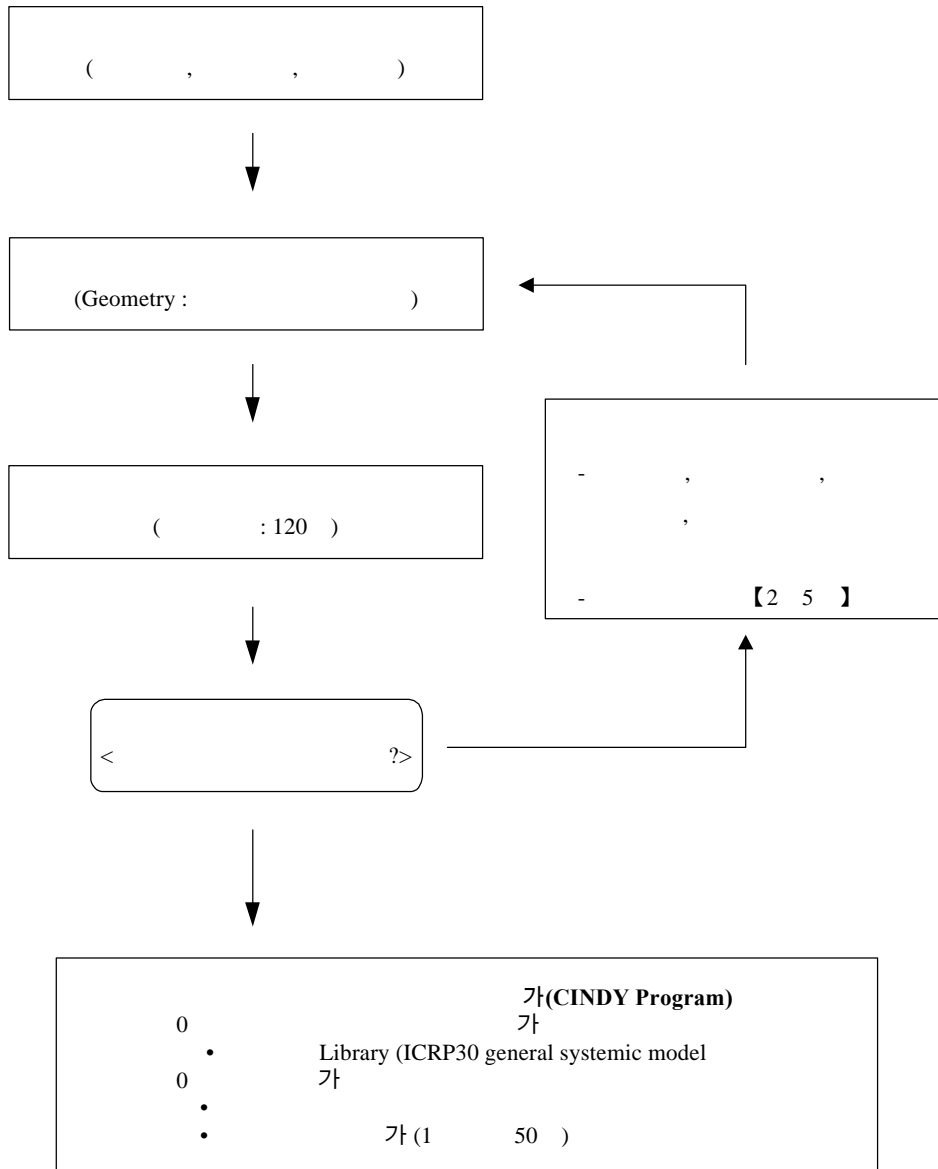 ( , , )
(Geometry : )
( : 120 )
- , ,
,
- 【2 5 】
< ?>
가(CINDY Program)
0 가
• Library (ICRP30 general systemic model
0 가
•
• 가 (1 50 )